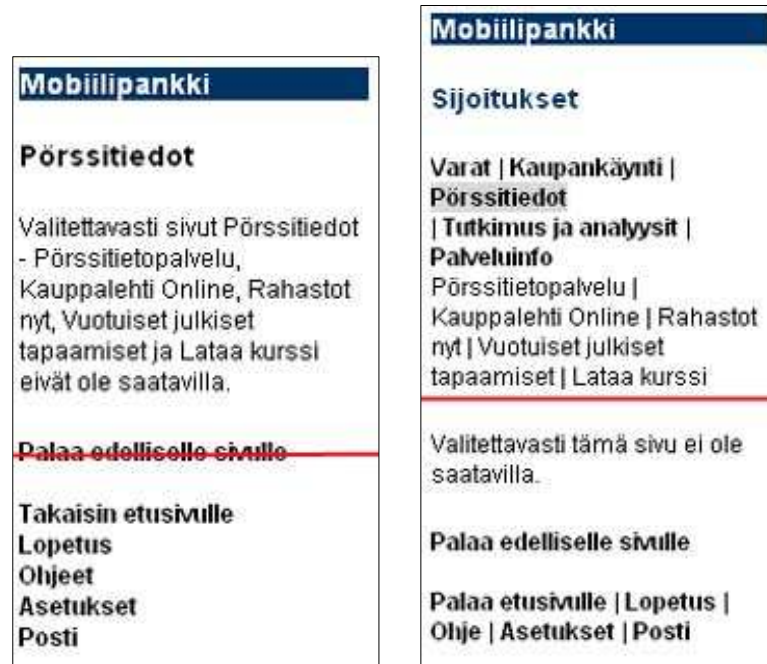 Mobiilipankki
Pörssitiedot
Valitettavasti sivut Pörssitiedot
- Pörssitietopalvelu,
Kauppalehti Online, Rahastot
nyt, Vuotuiset julkiset
tapaamiset ja Lataa kurssi
eivät ole saatavilla.
Palaa edelliselle sivulle
Takaisin etusivulle
Lopetus
Ohjeet
Asetukset
Posti
Mobiilipankki
Sijoitukset
Varat | Kaupankäynti |
Pörssitiedot
| Tutkimus ja analyysit |
Palveluinfo
Pörssitietopalvelu |
Kauppalehti Online | Rahastot
nyt | Vuotuiset julkiset
tapaamiset | Lataa kurssi
Valitettavasti tämä sivu ei ole
saatavilla.
Palaa edelliselle sivulle
Palaa etusivulle | Lopetus |
Ohje | Asetukset | Posti